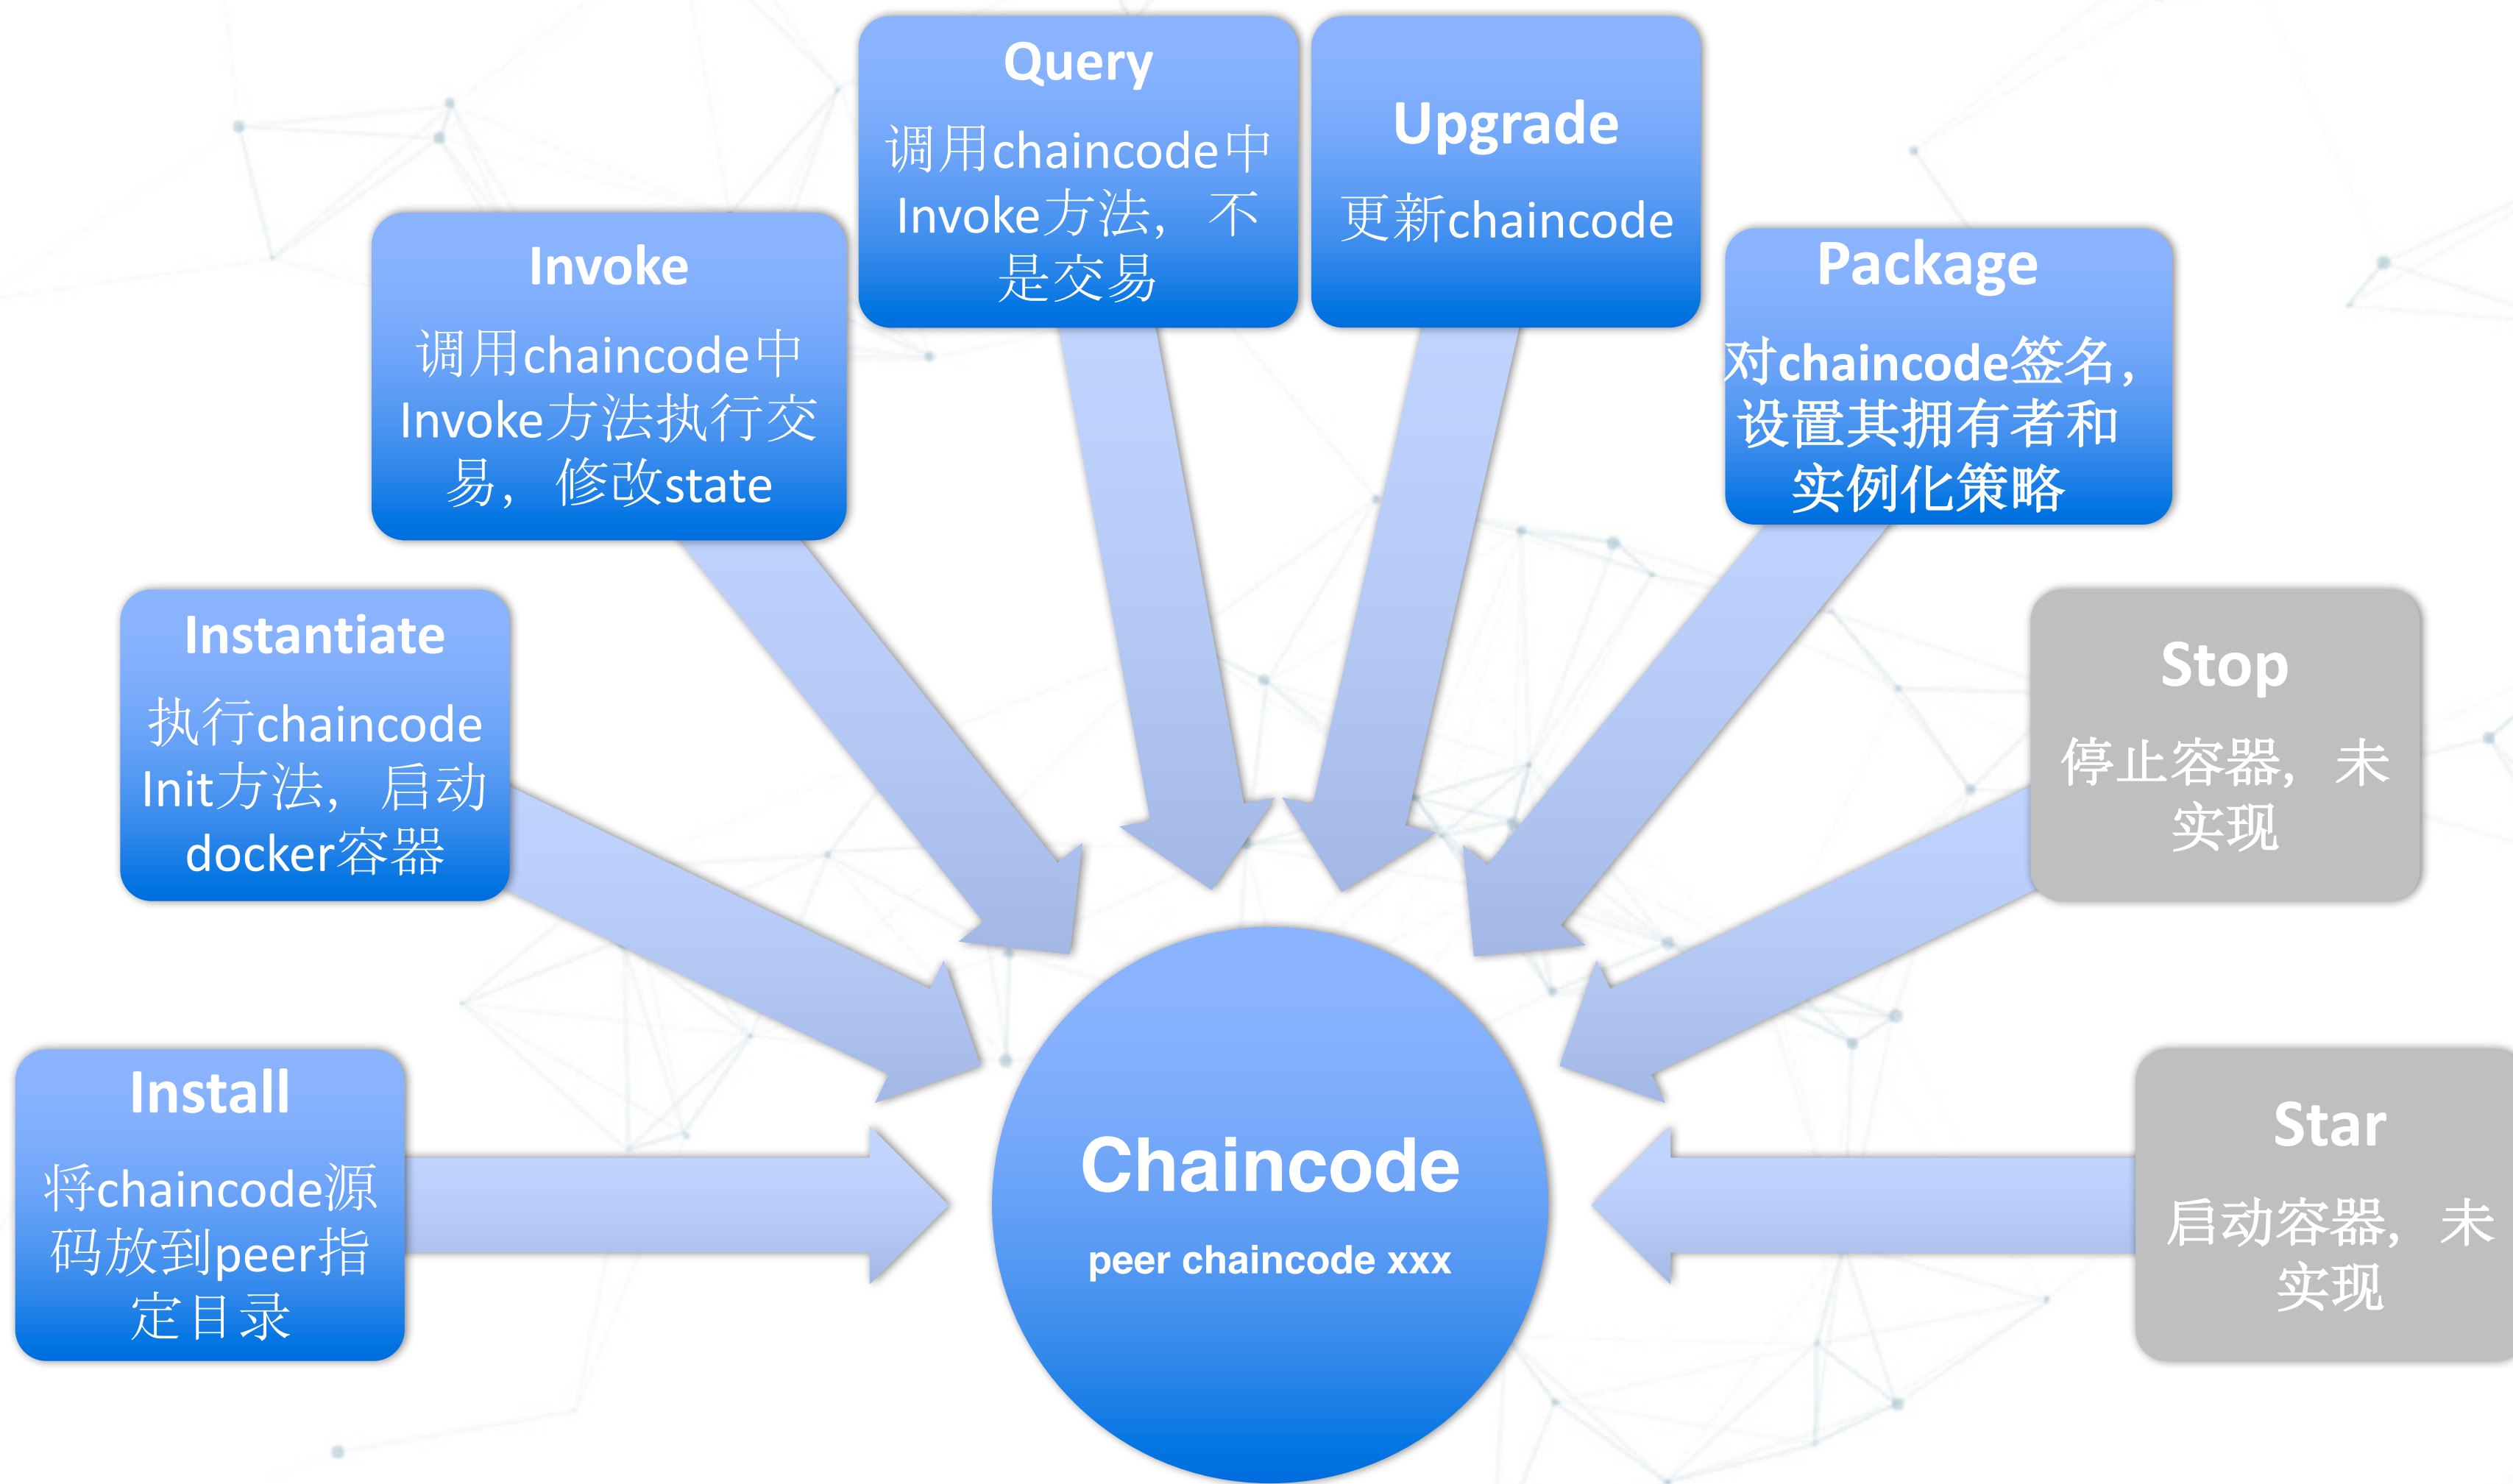 Query
调用chaincode中
Invoke方法，不
是交易
Upgrade
更新chaincode
Invoke
调用chaincode中
Invoke方法执行交
易，修改state
Package
对chaincode签名，
设置其拥有者和
实例化策略
Instantiate
执行chaincode
Init方法，启动
docker容器
Stop
停止容器，未
实现
Install
将chaincode源
码放到peer指
定目录
Chaincode
peer chaincode xxx
Star
启动容器，未
实现